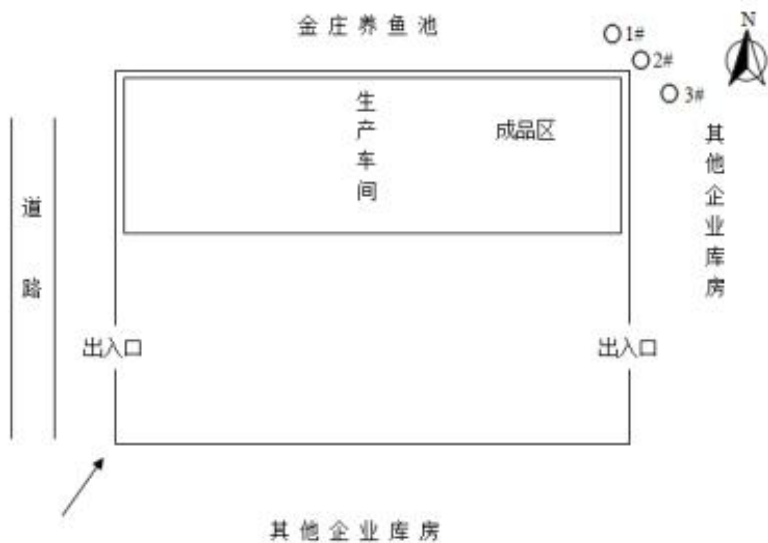 金庄养鱼池
N
1#
2#
3#
生产车间
成品区
其他企业库房
道路
出入口
出入口
其他企业库房